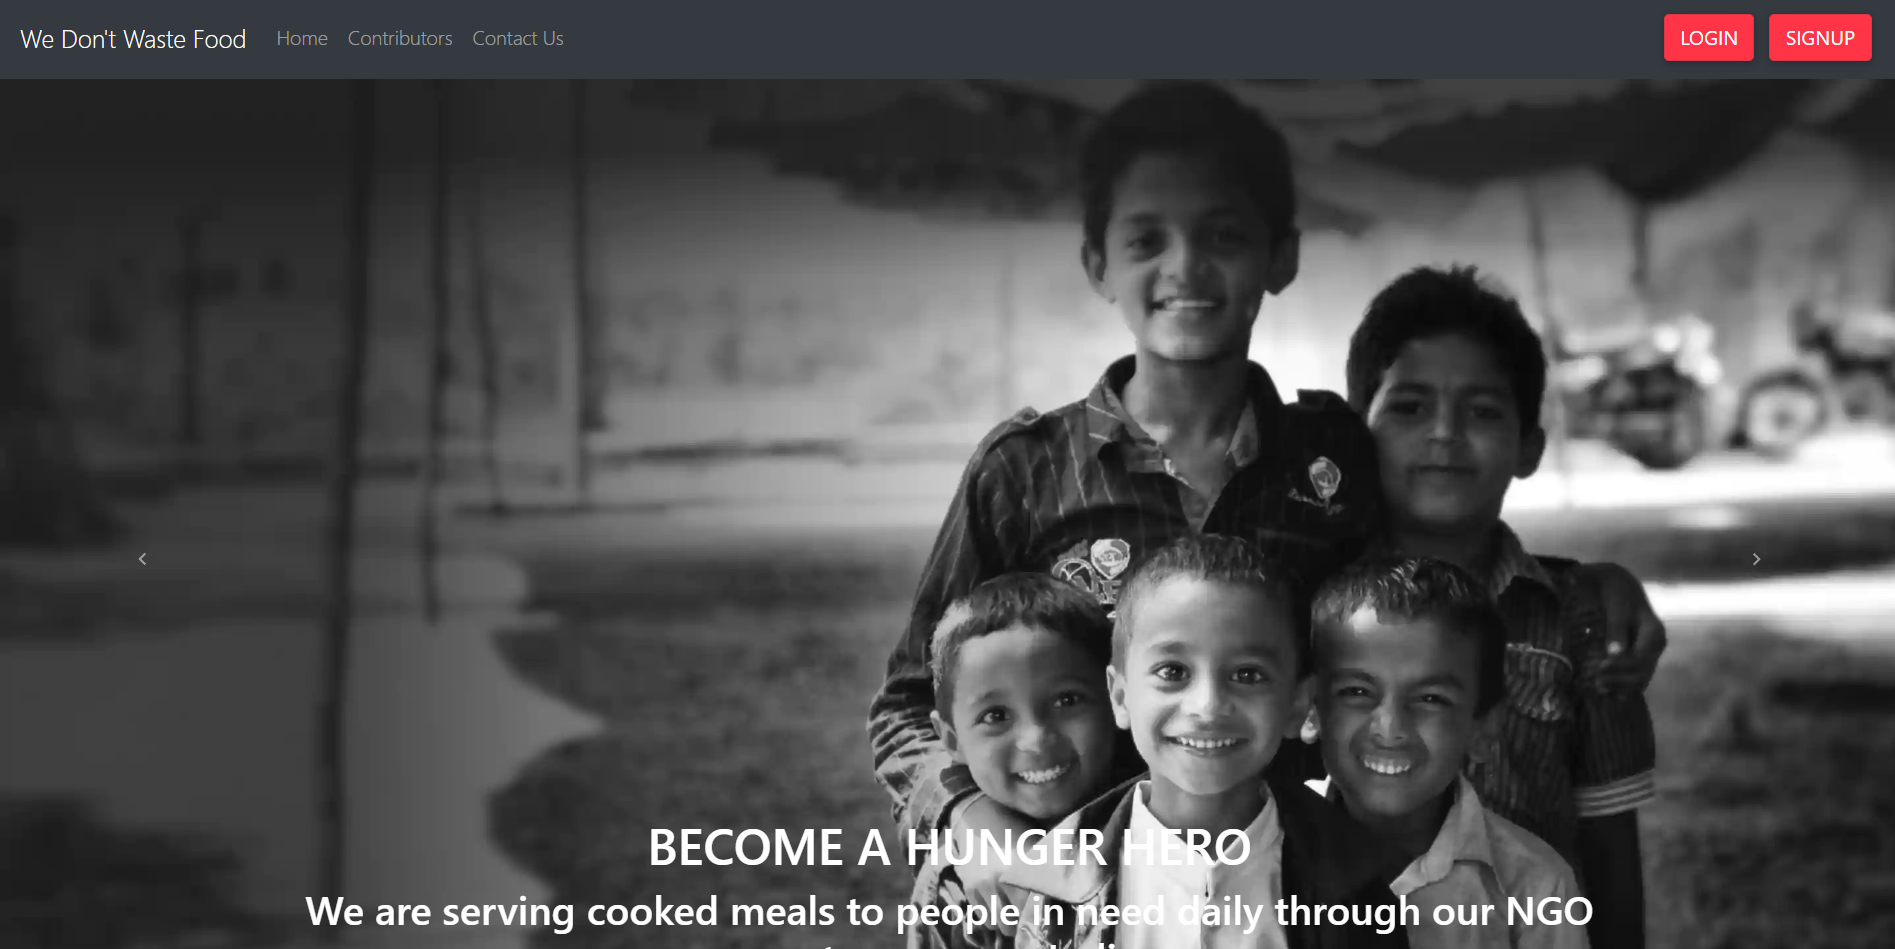 We Don't Waste Food Home Contributors Contact Us LOGIN SIGNUP
BECOME A HUNGER HERO
We are serving cooked meals to people in need daily through our NGO